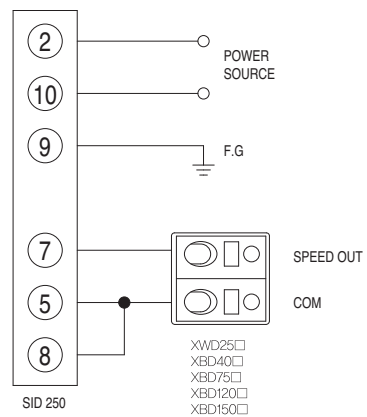 2
POWER
SOURCE
10
9
F.G
7
SPEED OUT
5
COM
8
SID 250
XWD25□
XBD40□
XBD75□
XBD120□
XBD150□